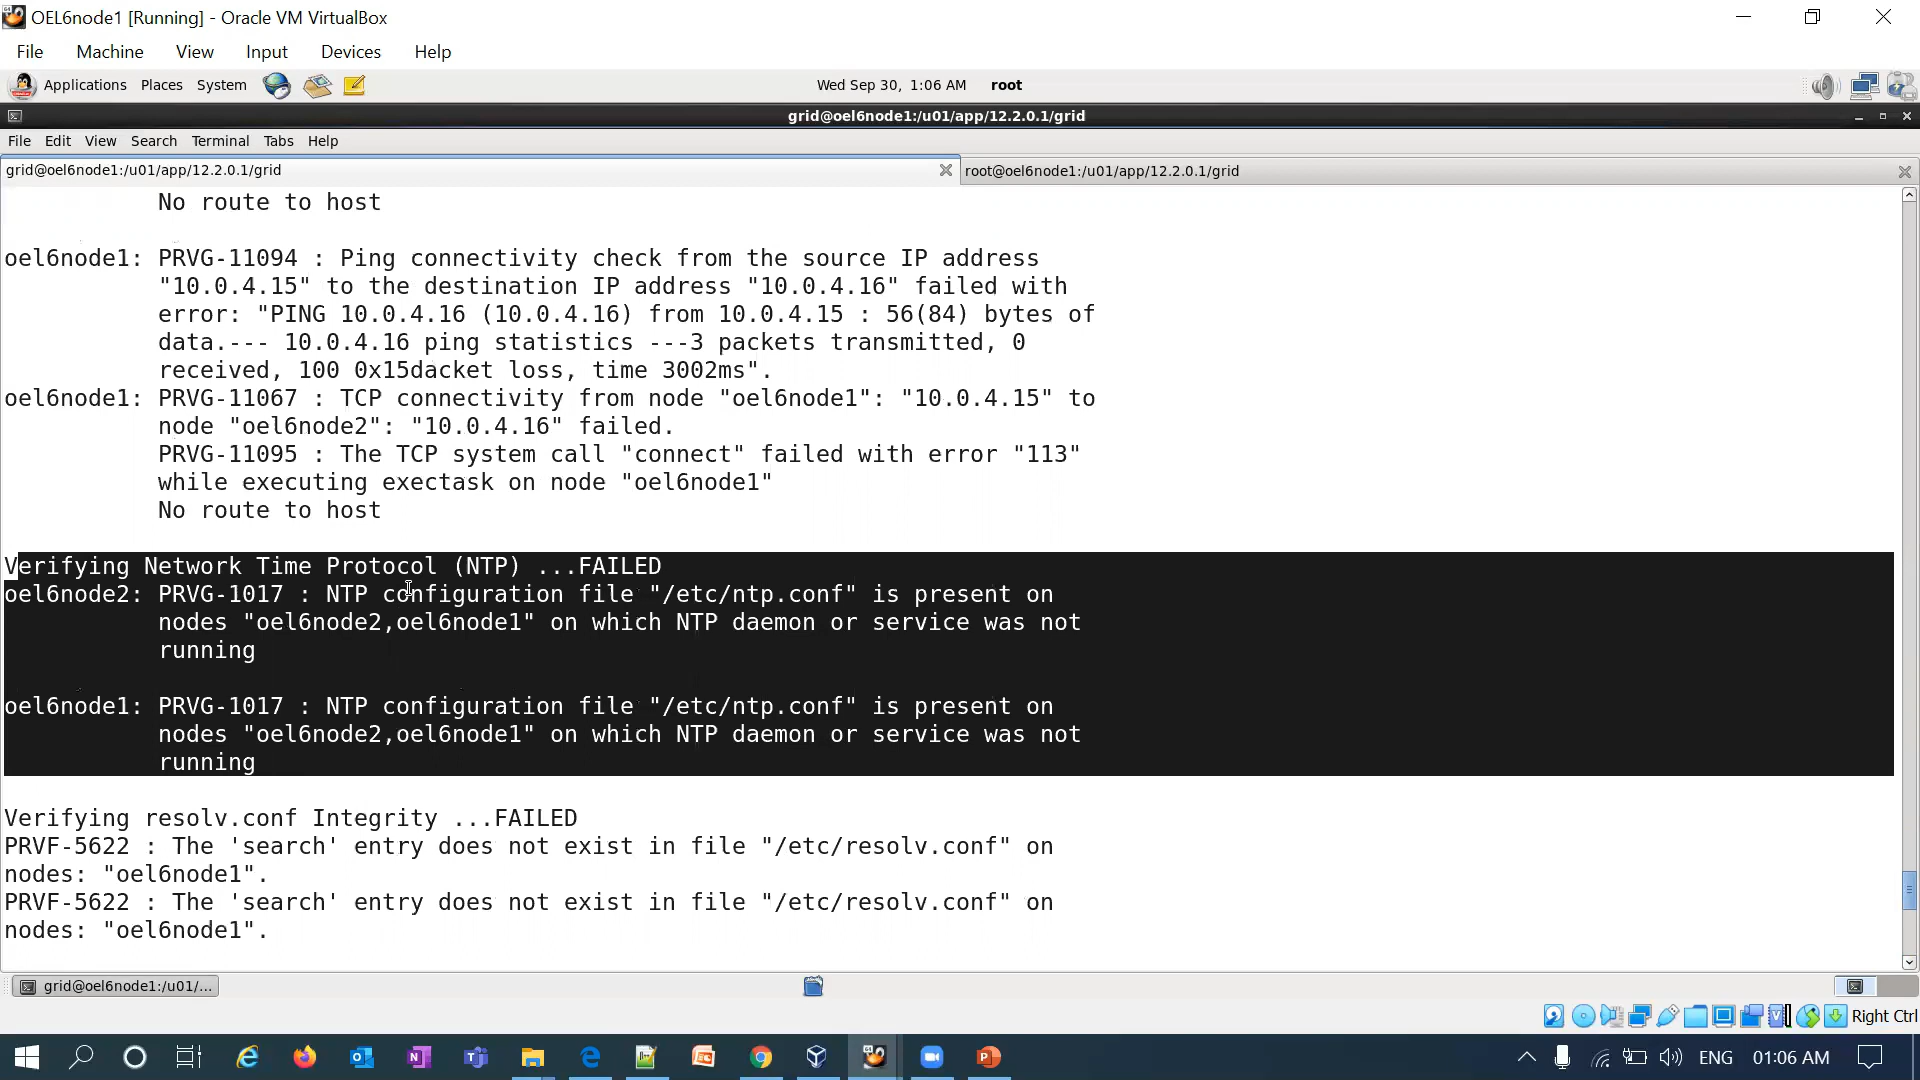 OEL6node1 [Running] - Oracle VM VirtualBox
File Machine View Input Devices Help
Applications Places System Wed Sep 30, 1:06 AM root
grid@oel6node1:/u01/app/12.2.0.1/grid
File Edit View Search Terminal Tabs Help
grid@oel6node1:/u01/app/12.2.0.1/grid root@oel6node1:/u01/app/12.2.0.1/grid
No route to host
oel6node1: PRVG-11094 : Ping connectivity check from the source IP address
"10.0.4.15" to the destination IP address "10.0.4.16" failed with
error: "PING 10.0.4.16 (10.0.4.16) from 10.0.4.15 : 56(84) bytes of
data.--- 10.0.4.16 ping statistics ---3 packets transmitted, 0
received, 100 0x15dacket loss, time 3002ms".
oel6node1: PRVG-11067 : TCP connectivity from node "oel6node1": "10.0.4.15" to
node "oel6node2": "10.0.4.16" failed.
PRVG-11095 : The TCP system call "connect" failed with error "113"
while executing exectask on node "oel6node1"
No route to host
Verifying Network Time Protocol (NTP) ...FAILED
oel6node2: PRVG-1017 : NTP configuration file "/etc/ntp.conf" is present on
nodes "oel6node2,oel6node1" on which NTP daemon or service was not
running
oel6node1: PRVG-1017 : NTP configuration file "/etc/ntp.conf" is present on
nodes "oel6node2,oel6node1" on which NTP daemon or service was not
running
Verifying resolv.conf Integrity ...FAILED
PRVF-5622 : The 'search' entry does not exist in file "/etc/resolv.conf" on
nodes: "oel6node1".
PRVF-5622 : The 'search' entry does not exist in file "/etc/resolv.conf" on
nodes: "oel6node1".
grid@oel6node1:/u01/...
Right Ctrl
ENG 01:06 AM